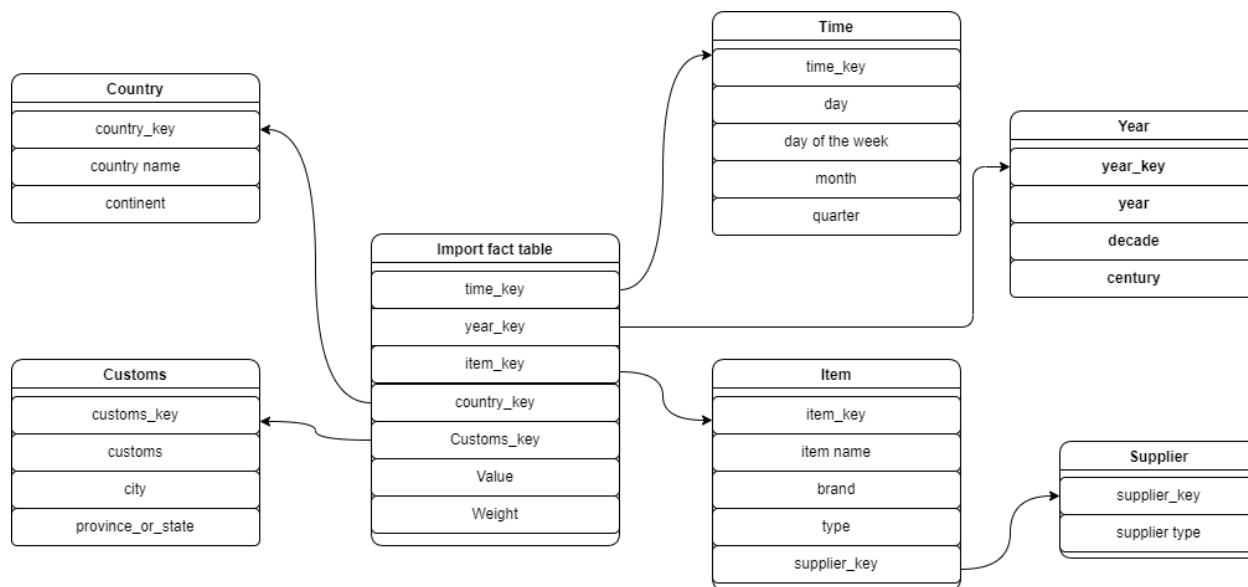 Time
time_key
day
day of the week
month
quarter
Country
country_key
country name
continent
Year
year_key
year
decade
century
Import fact table
time_key
year_key
item_key
country_key
Customs_key
Value
Weight
Customs
customs_key
customs
city
province_or_state
Item
item_key
item name
brand
type
supplier_key
Supplier
supplier_key
supplier type